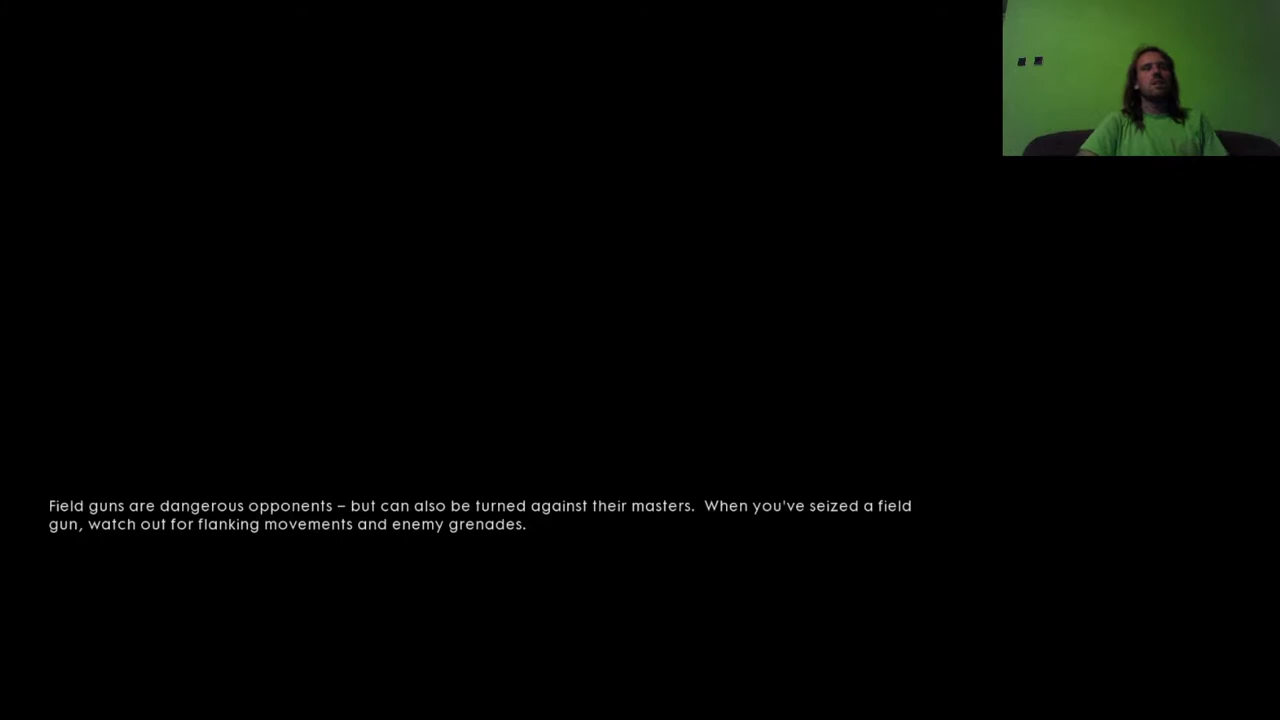 Field guns are dangerous opponents – but can also be turned against their masters.  When you've seized a field
gun, watch out for flanking movements and enemy grenades.